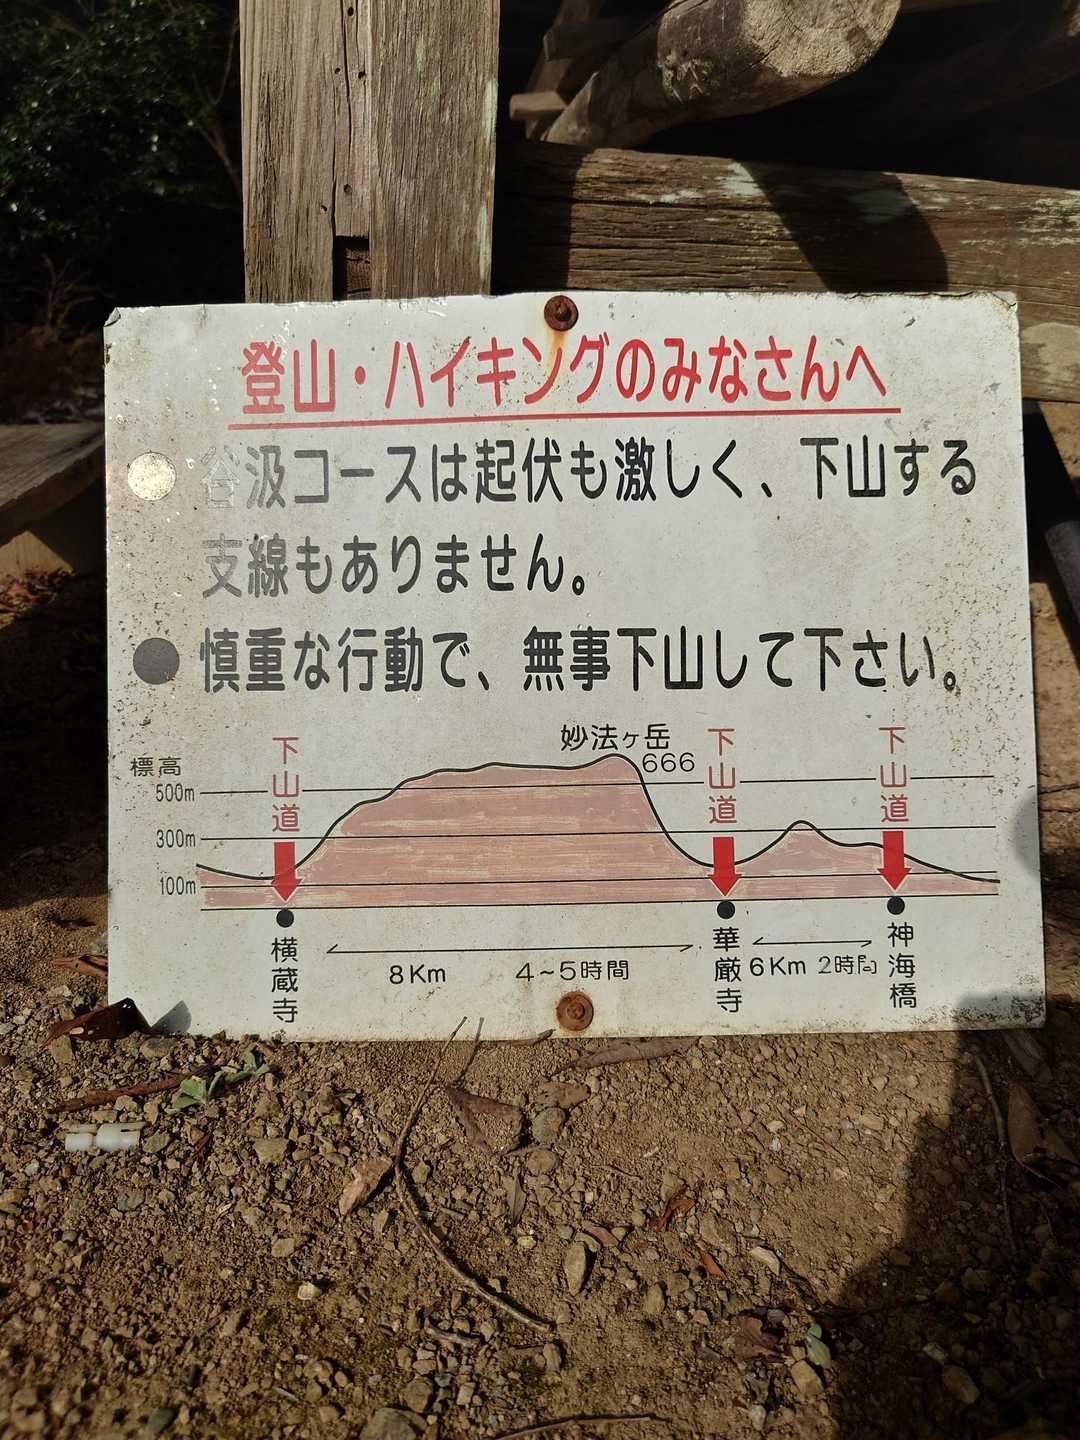 登山・ハイキングのみなさんへ
● 谷汲コースは起伏も激しく、下山する
支線もありません。
● 慎重な行動で、無事下山して下さい。
妙法ヶ岳
666
下山道
下山道
下山道
標高
500m
300m
100m
横蔵寺
8Km
4~5時間
華厳寺
6Km
2時間
神海橋